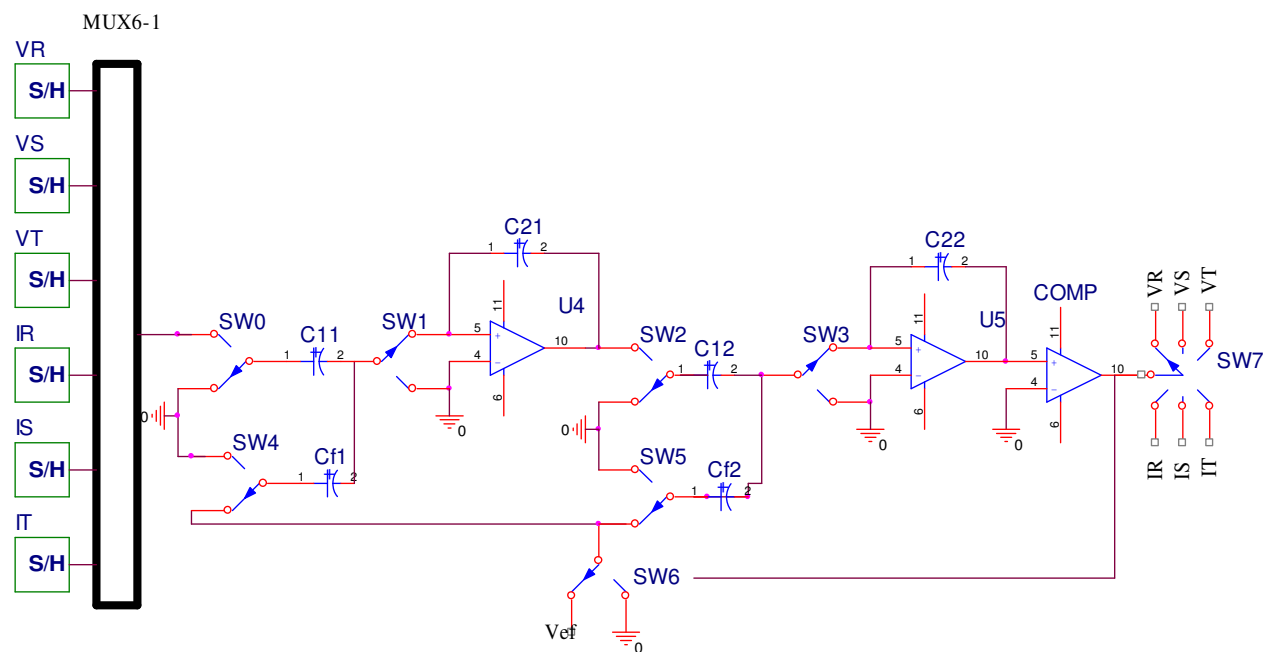 MUX6-1
VR
S/H
VS
S/H
VT
S/H
IR
S/H
IS
S/H
IT
S/H
SW0
C11
1 2
0
SW4
Cf1
1 2
SW1
C21
1 2
U4
11
5
+
4
-
10
6
0
SW2
C12
1 2
0
SW5
Cf2
1 2
SW6
Vef
0
SW3
C22
1 2
U5
11
5
+
4
-
10
6
0
COMP
11
5
+
4
-
10
6
0
VR VS VT
SW7
IR IS IT